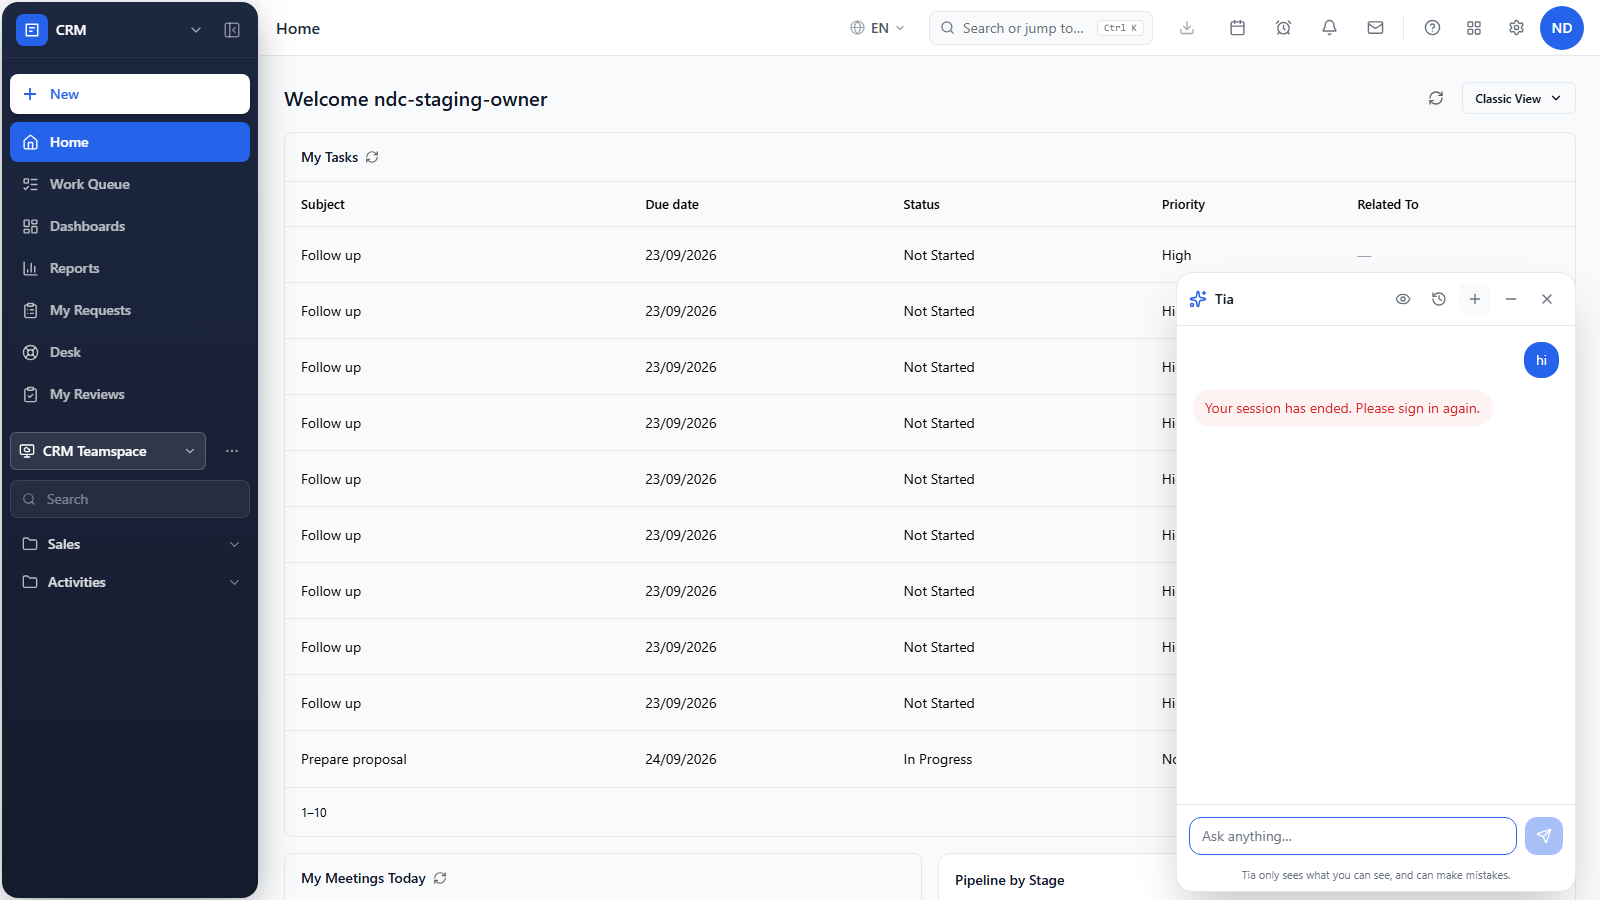 CRM
New
Home
Work Queue
Dashboards
Reports
My Requests
Desk
My Reviews
CRM Teamspace
Search
Sales
Activities
Home
EN
Search or jump to...
Ctrl K
ND
Welcome ndc-staging-owner
Classic View
My Tasks
Subject Due date Status Priority Related To
Follow up 23/09/2026 Not Started High —
Follow up 23/09/2026 Not Started Hi
Follow up 23/09/2026 Not Started Hi
Follow up 23/09/2026 Not Started Hi
Follow up 23/09/2026 Not Started Hi
Follow up 23/09/2026 Not Started Hi
Follow up 23/09/2026 Not Started Hi
Follow up 23/09/2026 Not Started Hi
Follow up 23/09/2026 Not Started Hi
Prepare proposal 24/09/2026 In Progress No
1–10
My Meetings Today
Pipeline by Stage
Tia
hi
Your session has ended. Please sign in again.
Ask anything...
Tia only sees what you can see, and can make mistakes.